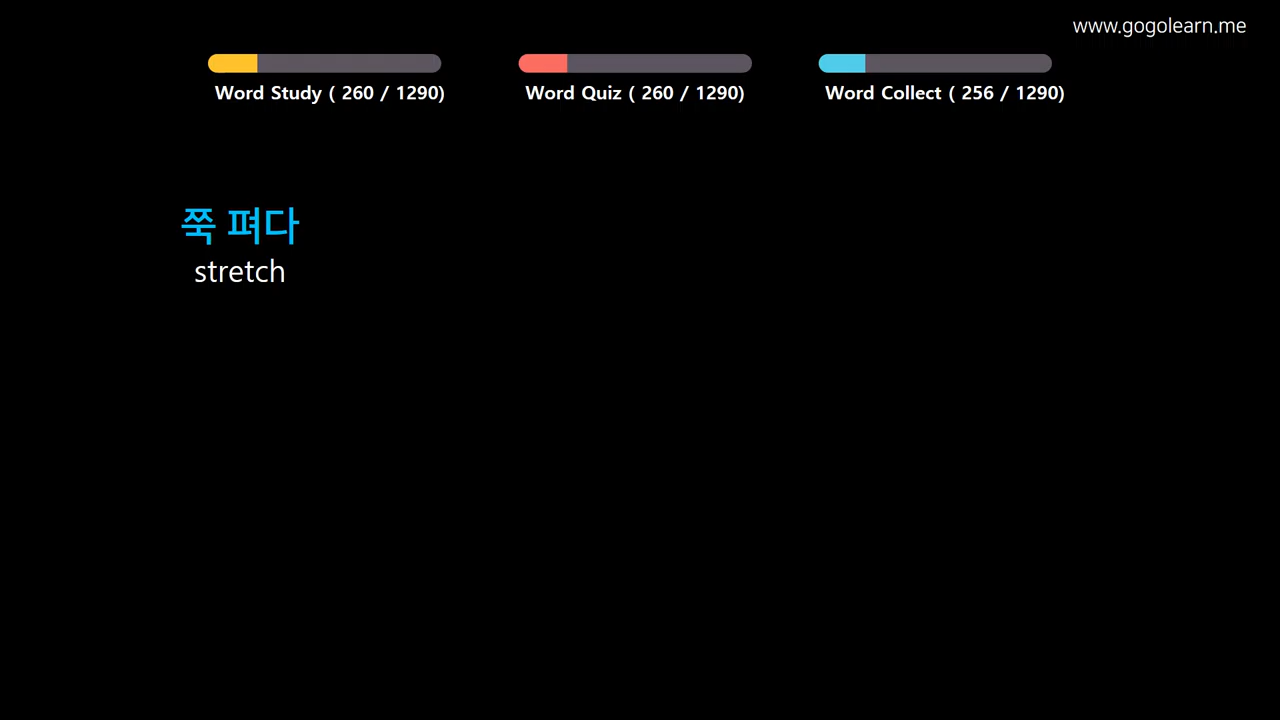 www.gogolearn.me
Word Study ( 260 / 1290)
Word Quiz ( 260 / 1290)
Word Collect ( 256 / 1290)
쭉 펴다
stretch